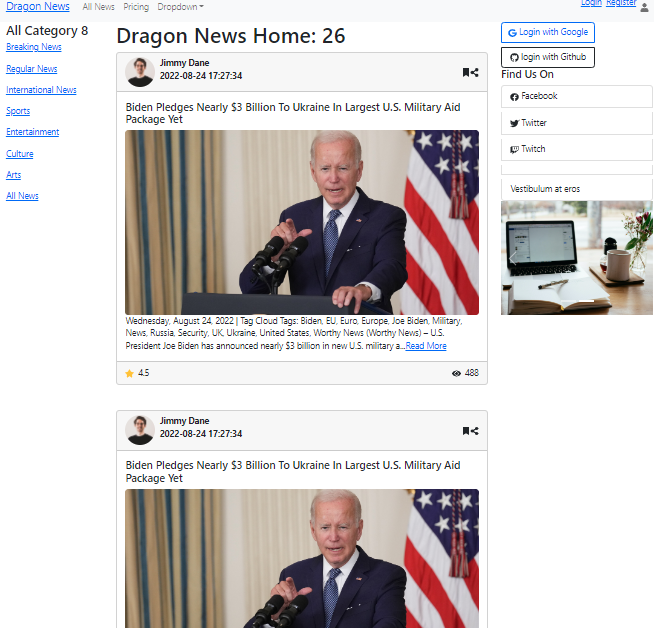 Dragon News All News Pricing Dropdown
Login Register
All Category 8
Breaking News
Regular News
International News
Sports
Entertainment
Culture
Arts
All News
Dragon News Home: 26
Jimmy Dane
2022-08-24 17:27:34
Biden Pledges Nearly $3 Billion To Ukraine In Largest U.S. Military Aid
Package Yet
Wednesday, August 24, 2022 | Tag Cloud Tags: Biden, EU, Euro, Europe, Joe Biden, Military,
News, Russia, Security, UK, Ukraine, United States, Worthy News (Worthy News) – U.S.
President Joe Biden has announced nearly $3 billion in new U.S. military a...Read More
4.5 488
Jimmy Dane
2022-08-24 17:27:34
Biden Pledges Nearly $3 Billion To Ukraine In Largest U.S. Military Aid
Package Yet
Login with Google
login with Github
Find Us On
Facebook
Twitter
Twitch
Vestibulum at eros